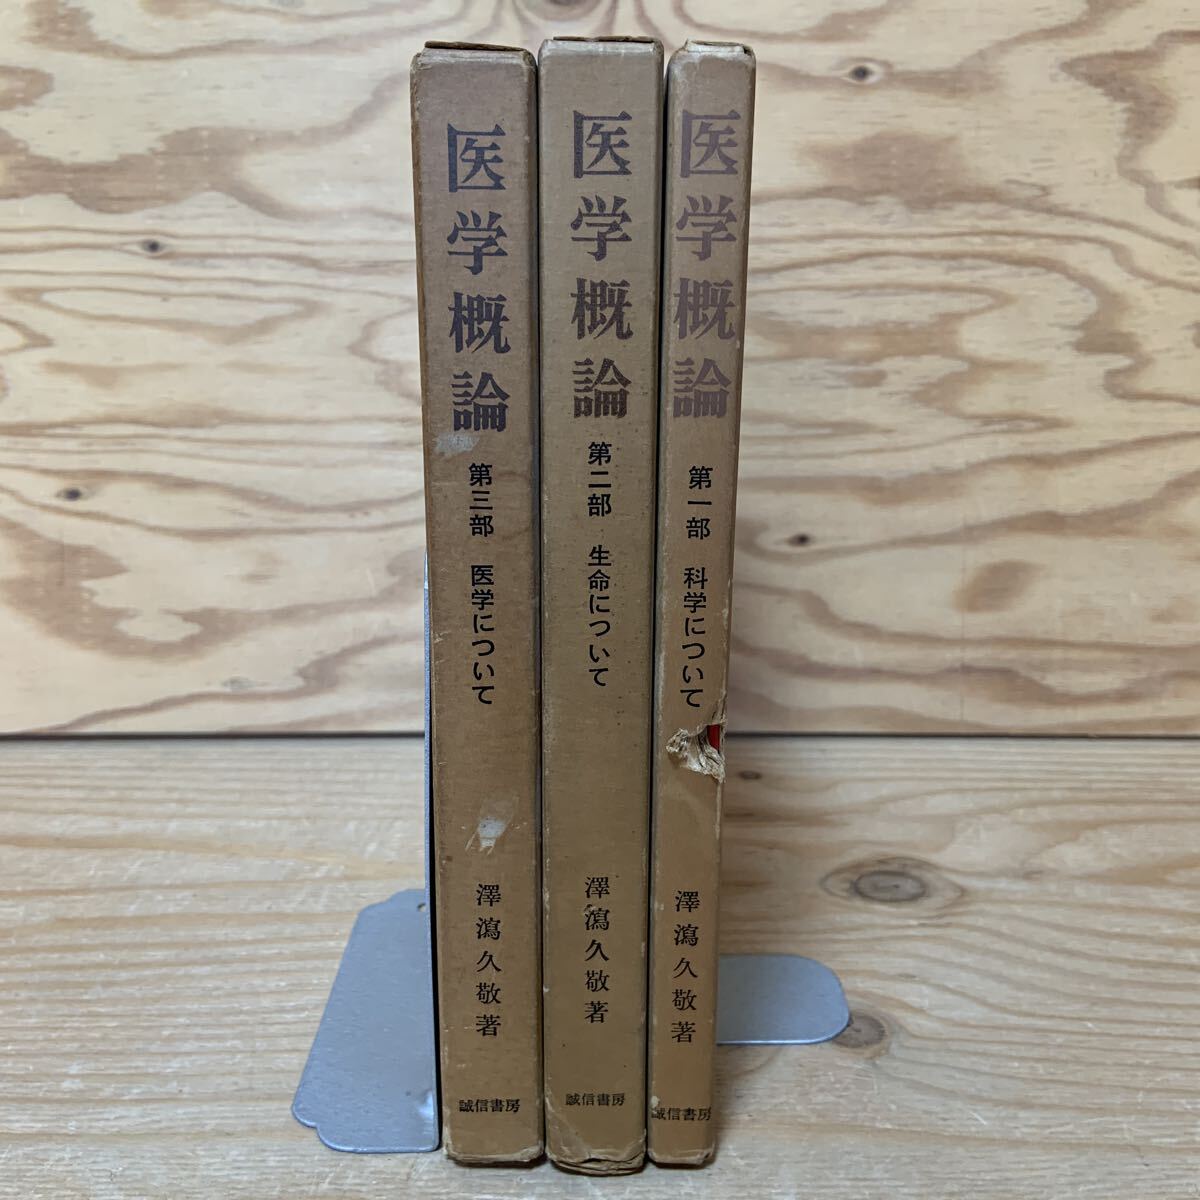 医学概論
第三部 医学について
澤瀉久敬著
誠信書房
医学概論
第二部 生命について
澤瀉久敬著
誠信書房
医学概論
第一部 科学について
澤瀉久敬著
誠信書房